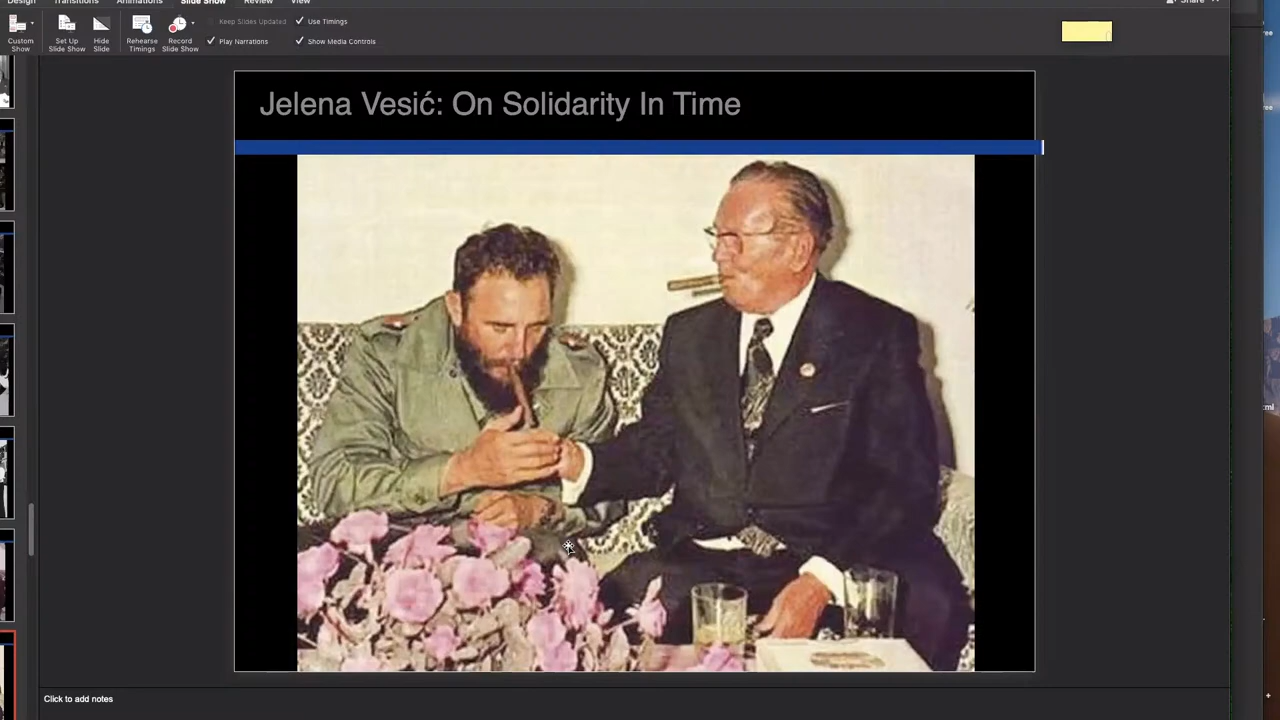 Design Transitions Animations Slide Show Review View Share
Custom Show
Set Up Slide Show
Hide Slide
Rehearse Timings
Record Slide Show
Keep Slides Updated
Use Timings
Play Narrations
Show Media Controls
Jelena Vesić: On Solidarity In Time
Click to add notes